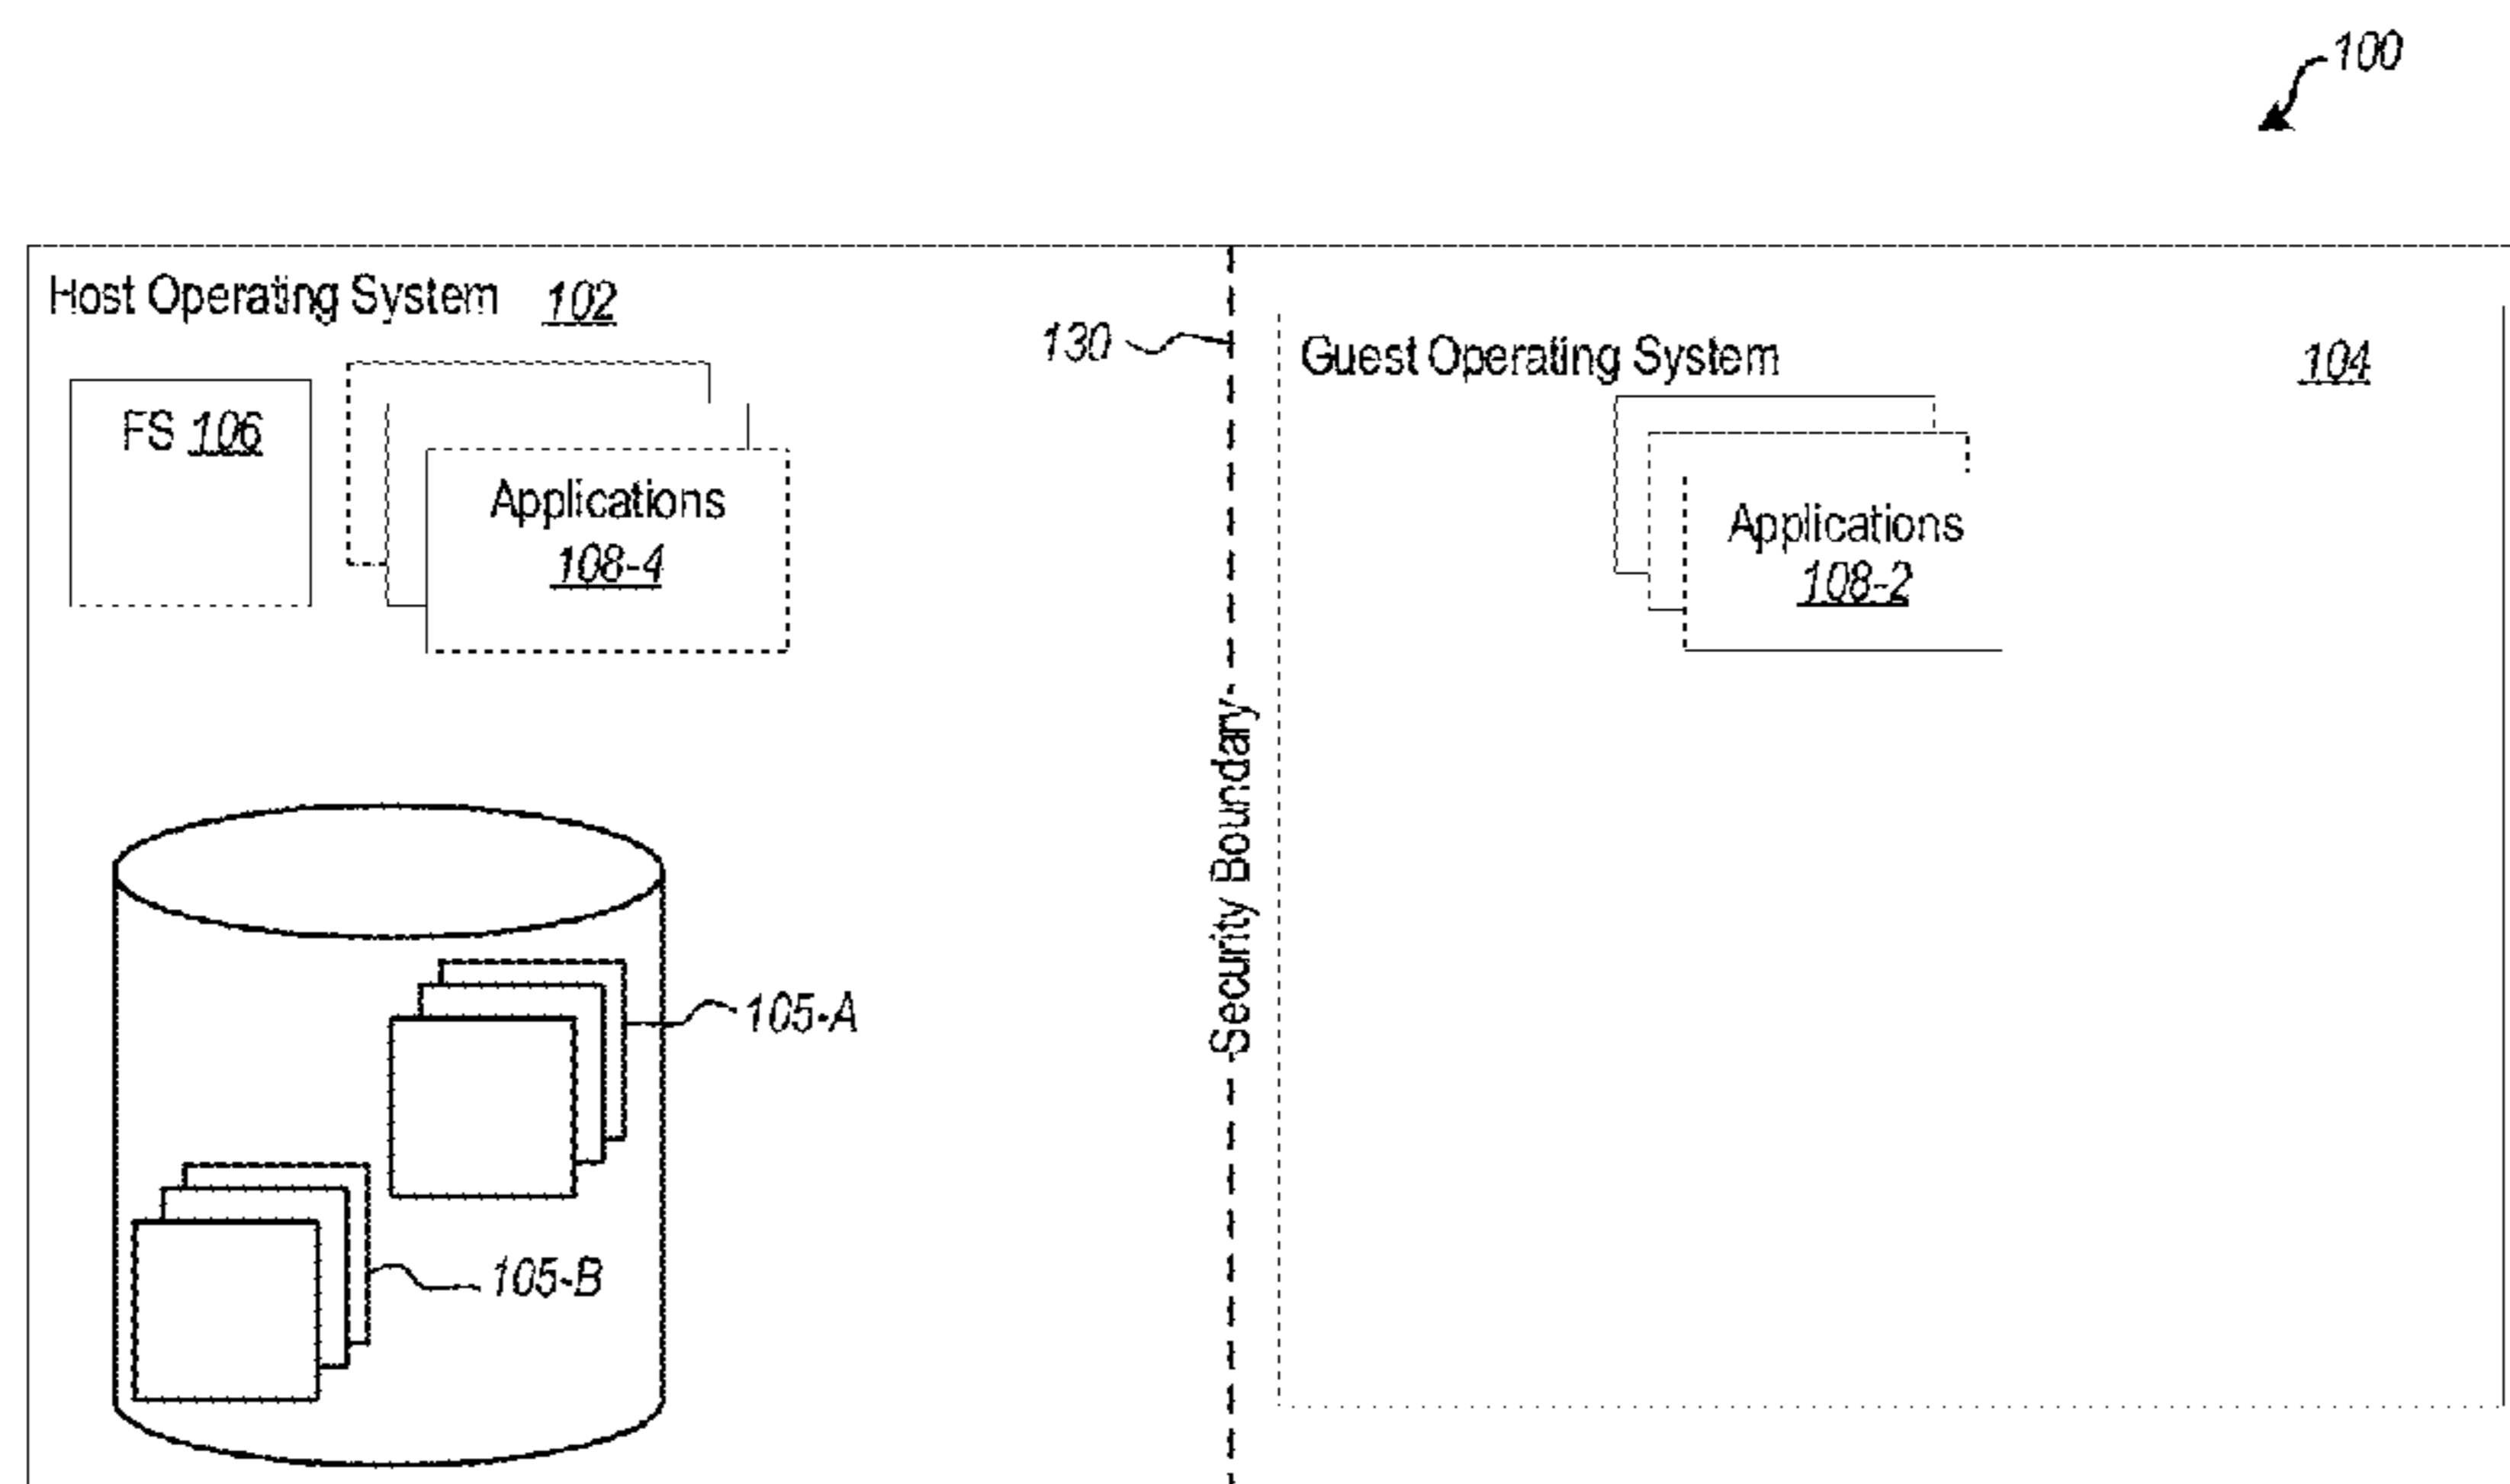 100
Host Operating System 102
130
Guest Operating System 104
FS 106
Applications
108-4
Applications
108-2
Security Boundary
105-A
105-B